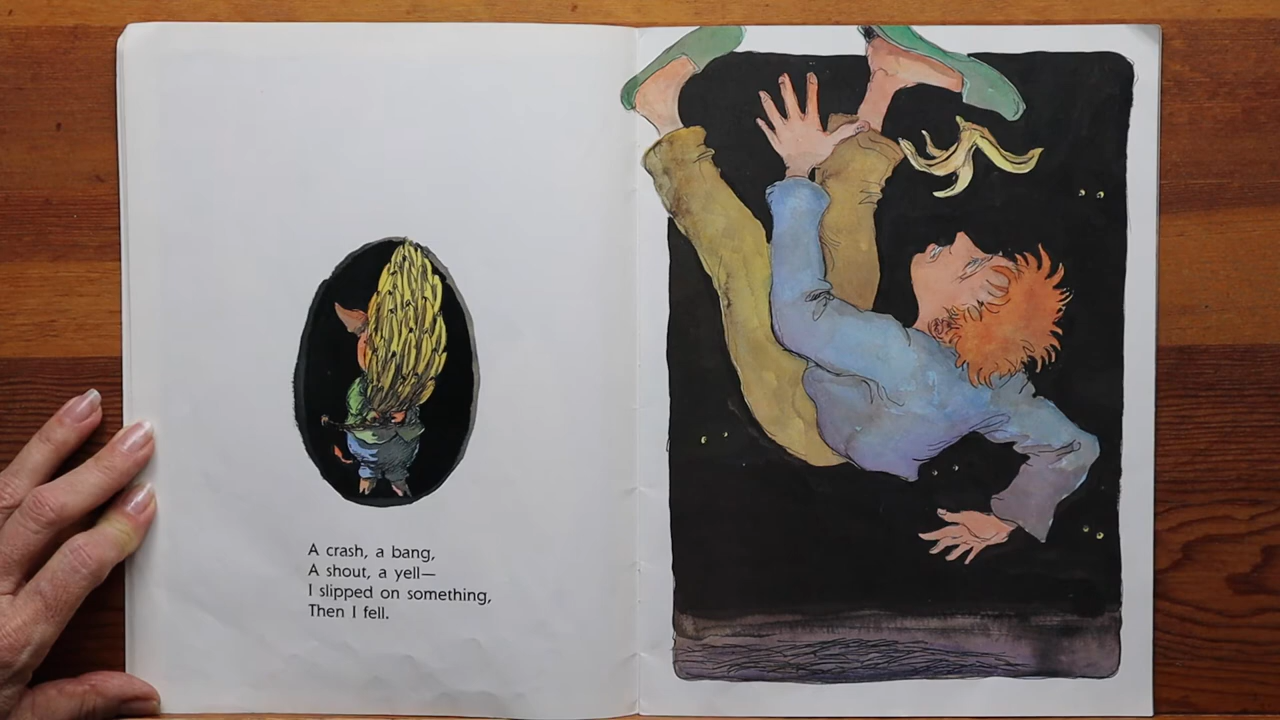 A crash, a bang,
A shout, a yell—
I slipped on something,
Then I fell.